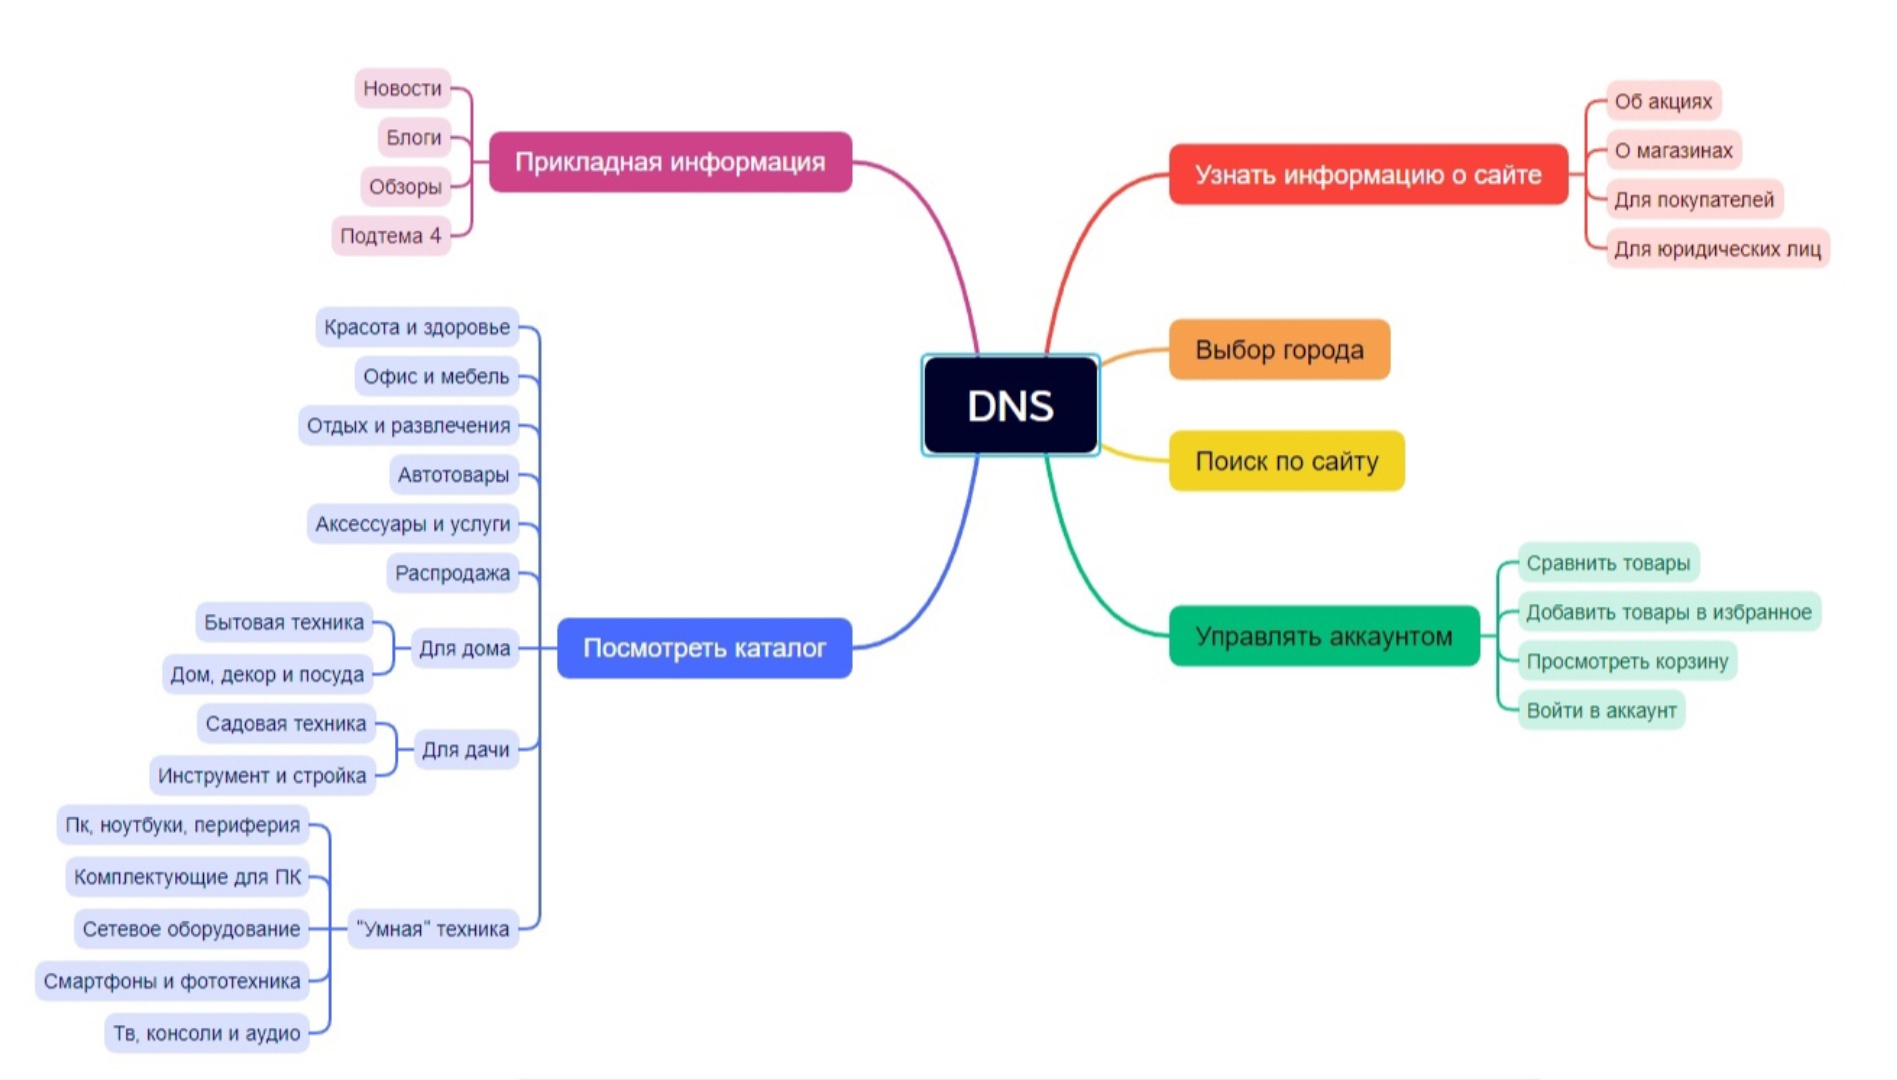 DNS
Прикладная информация
Новости
Блоги
Обзоры
Подтема 4
Посмотреть каталог
Красота и здоровье
Офис и мебель
Отдых и развлечения
Автотовары
Аксессуары и услуги
Распродажа
Для дома
Бытовая техника
Дом, декор и посуда
Для дачи
Садовая техника
Инструмент и стройка
"Умная" техника
Пк, ноутбуки, периферия
Комплектующие для ПК
Сетевое оборудование
Смартфоны и фототехника
Тв, консоли и аудио
Узнать информацию о сайте
Об акциях
О магазинах
Для покупателей
Для юридических лиц
Выбор города
Поиск по сайту
Управлять аккаунтом
Сравнить товары
Добавить товары в избранное
Просмотреть корзину
Войти в аккаунт